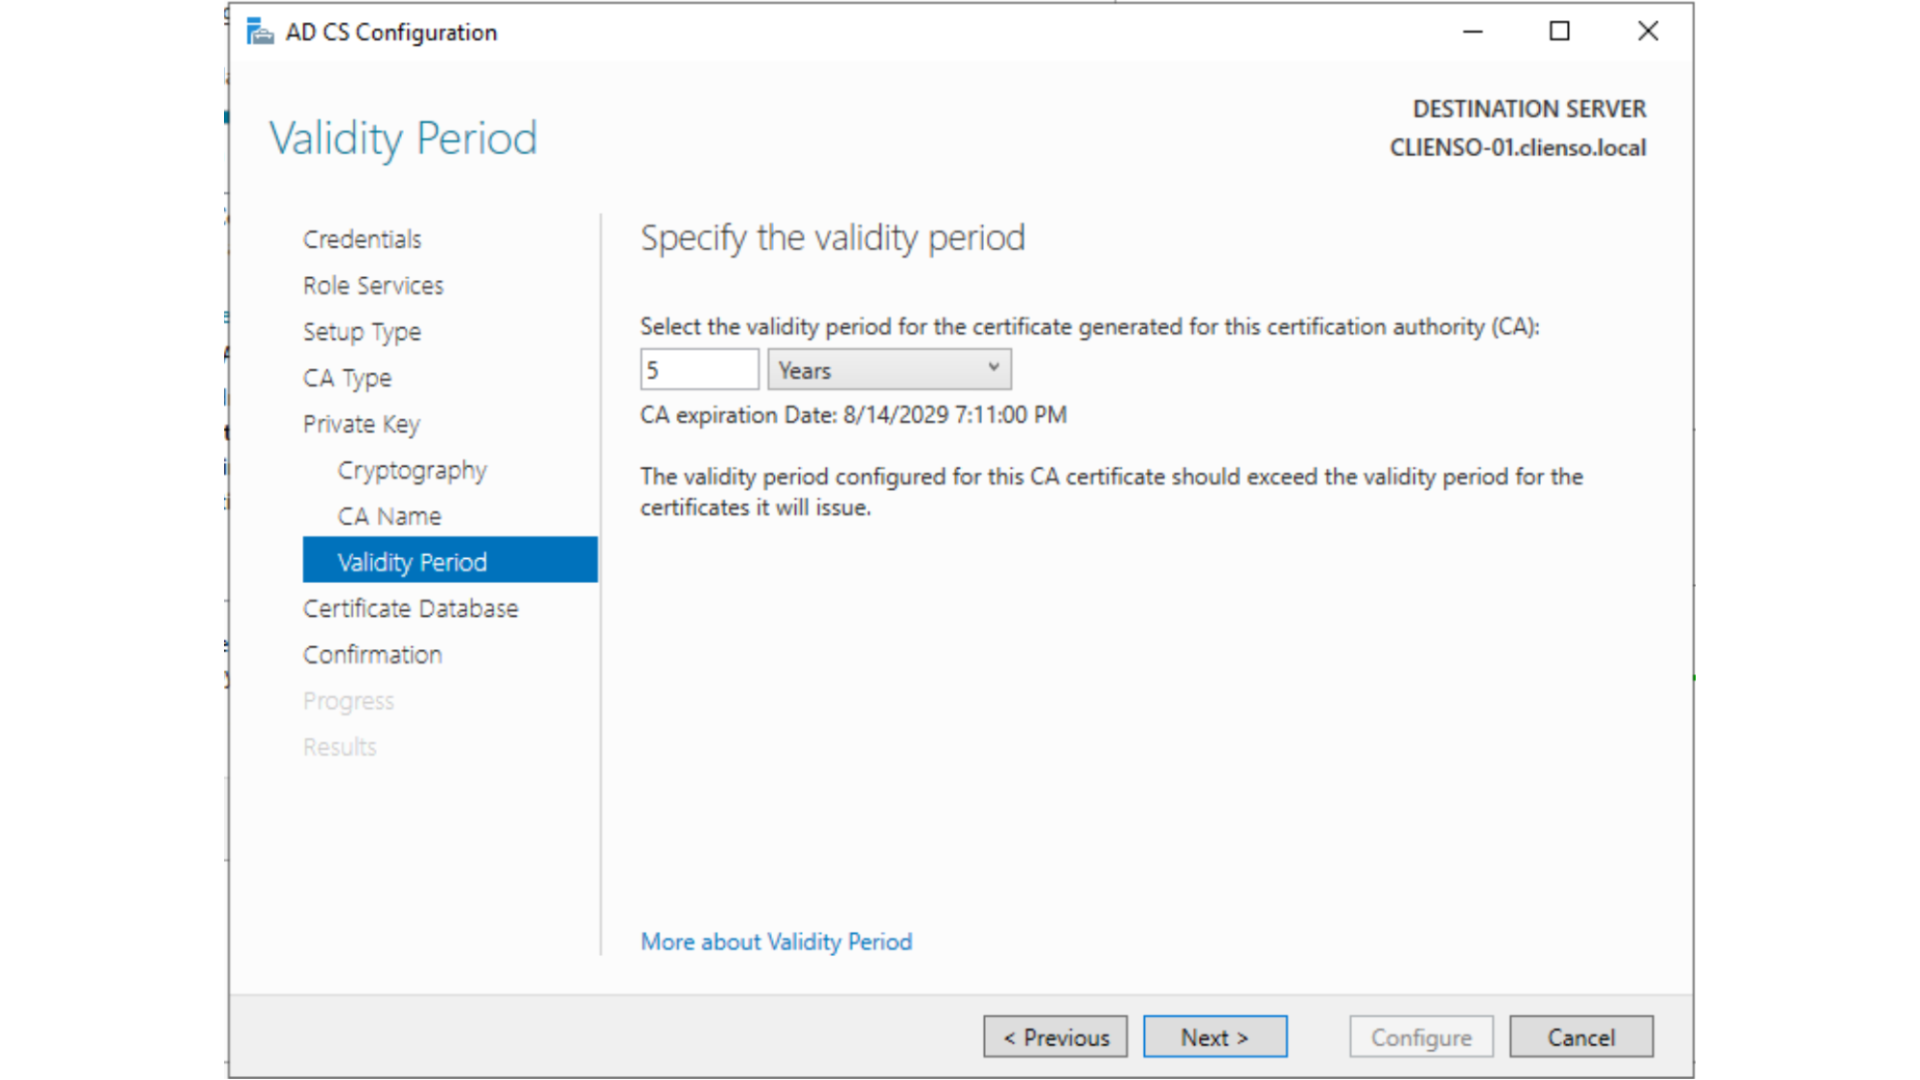 AD CS Configuration
Validity Period
DESTINATION SERVER
CLIENSO-01.clienso.local
Credentials
Role Services
Setup Type
CA Type
Private Key
Cryptography
CA Name
Validity Period
Certificate Database
Confirmation
Progress
Results
Specify the validity period
Select the validity period for the certificate generated for this certification authority (CA):
5 Years
CA expiration Date: 8/14/2029 7:11:00 PM
The validity period configured for this CA certificate should exceed the validity period for the
certificates it will issue.
More about Validity Period
< Previous Next > Configure Cancel